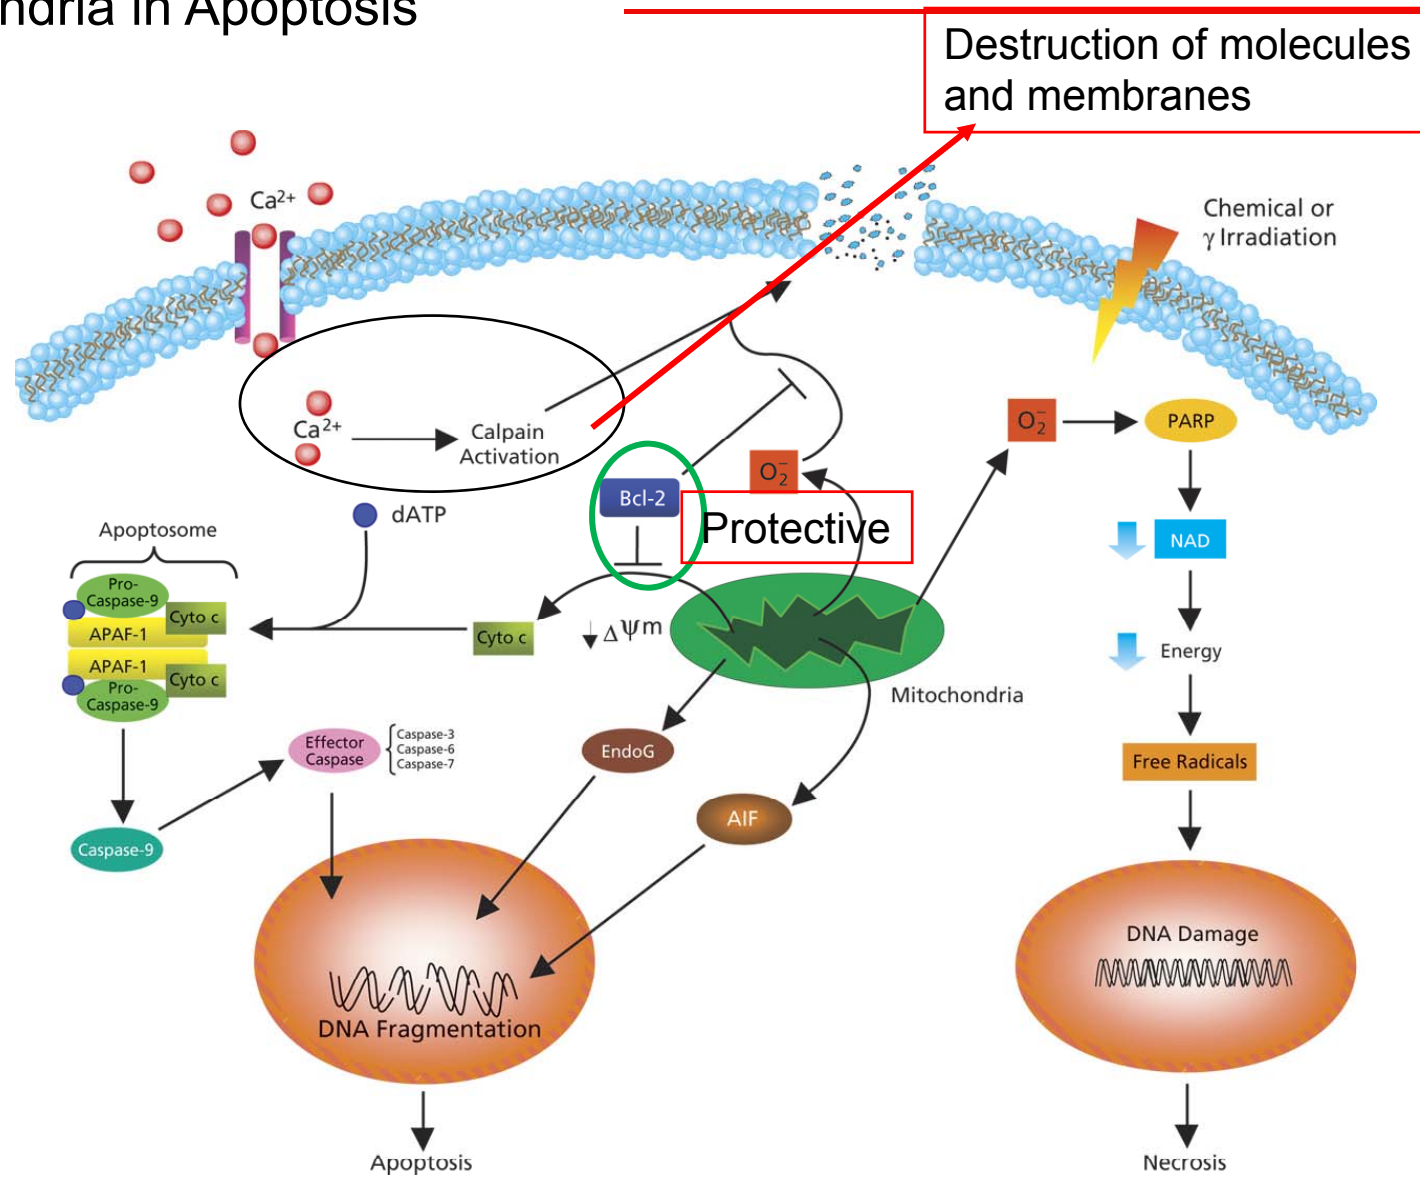 ndria in Apoptosis
Destruction of molecules
and membranes
Ca²⁺
Chemical or
γ Irradiation
Ca²⁺
Calpain
Activation
O₂⁻
PARP
Bcl-2
O₂⁻
Protective
dATP
NAD
Apoptosome
Pro-
Caspase-9
Cyto c
APAF-1
APAF-1
Cyto c
Pro-
Caspase-9
Cyto c
↓ΔΨm
Energy
Mitochondria
Effector
Caspase
Caspase-3
Caspase-6
Caspase-7
EndoG
Free Radicals
AIF
Caspase-9
DNA Damage
DNA Fragmentation
Apoptosis
Necrosis